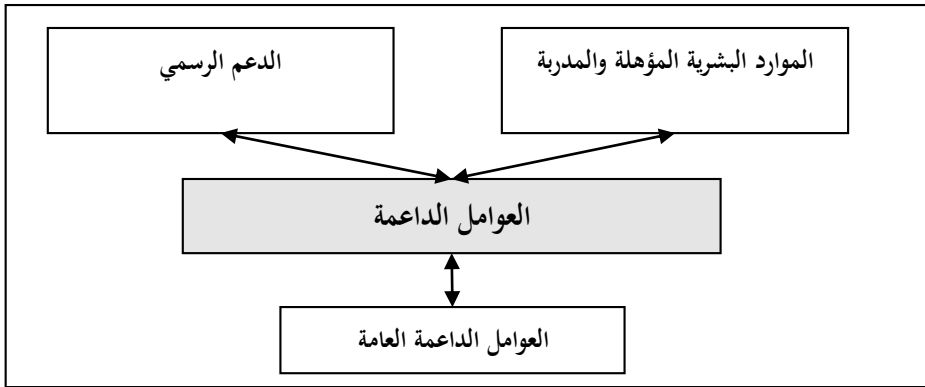 الموارد البشرية المؤهلة والمدربة
الدعم الرسمي
العوامل الداعمة
العوامل الداعمة العامة